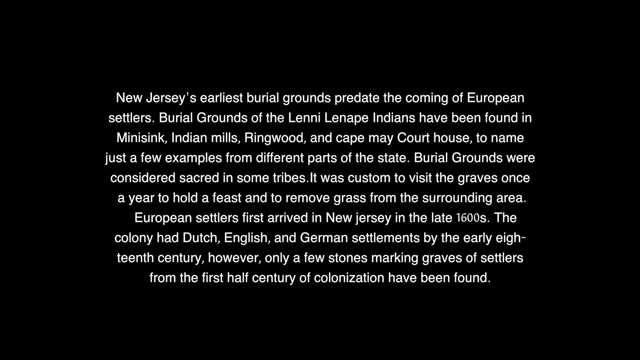 New Jersey's earliest burial grounds predate the coming of European
settlers. Burial Grounds of the Lenni Lenape Indians have been found in
Minisink, Indian mills, Ringwood, and cape may Court house, to name
just a few examples from different parts of the state. Burial Grounds were
considered sacred in some tribes.It was custom to visit the graves once
a year to hold a feast and to remove grass from the surrounding area.
European settlers first arrived in New jersey in the late 1600s. The
colony had Dutch, English, and German settlements by the early eigh-
teenth century, however, only a few stones marking graves of settlers
from the first half century of colonization have been found.